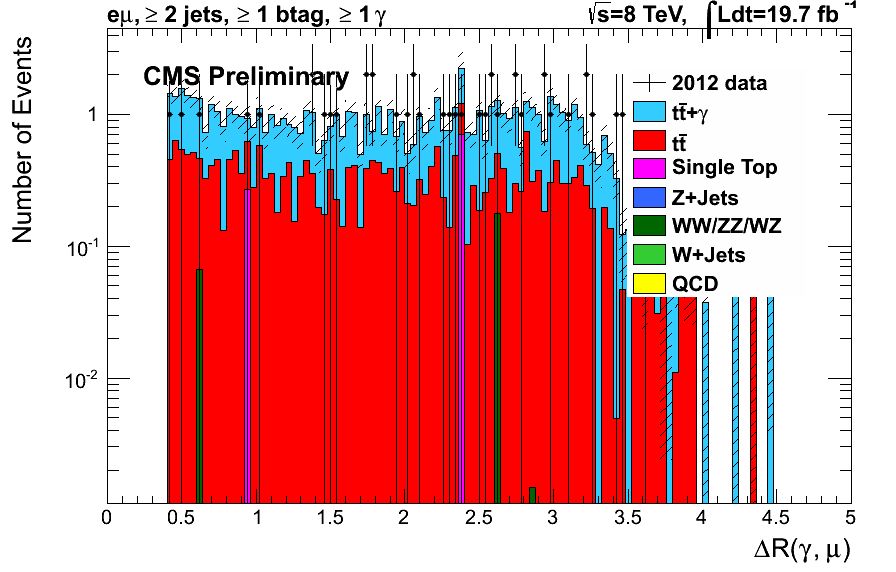 eμ, ≥ 2 jets, ≥ 1 btag, ≥ 1 γ
√s=8 TeV, ∫Ldt=19.7 fb⁻¹
CMS Preliminary
2012 data
tt̄+γ
tt̄
Single Top
Z+Jets
WW/ZZ/WZ
W+Jets
QCD
Number of Events
1
10⁻¹
10⁻²
0 0.5 1 1.5 2 2.5 3 3.5 4 4.5 5
ΔR(γ, μ)